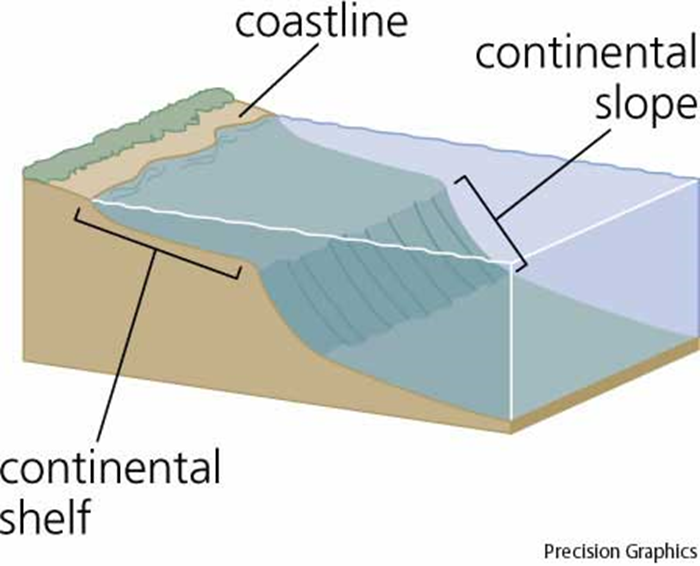 coastline
continental
slope
continental
shelf
Precision Graphics